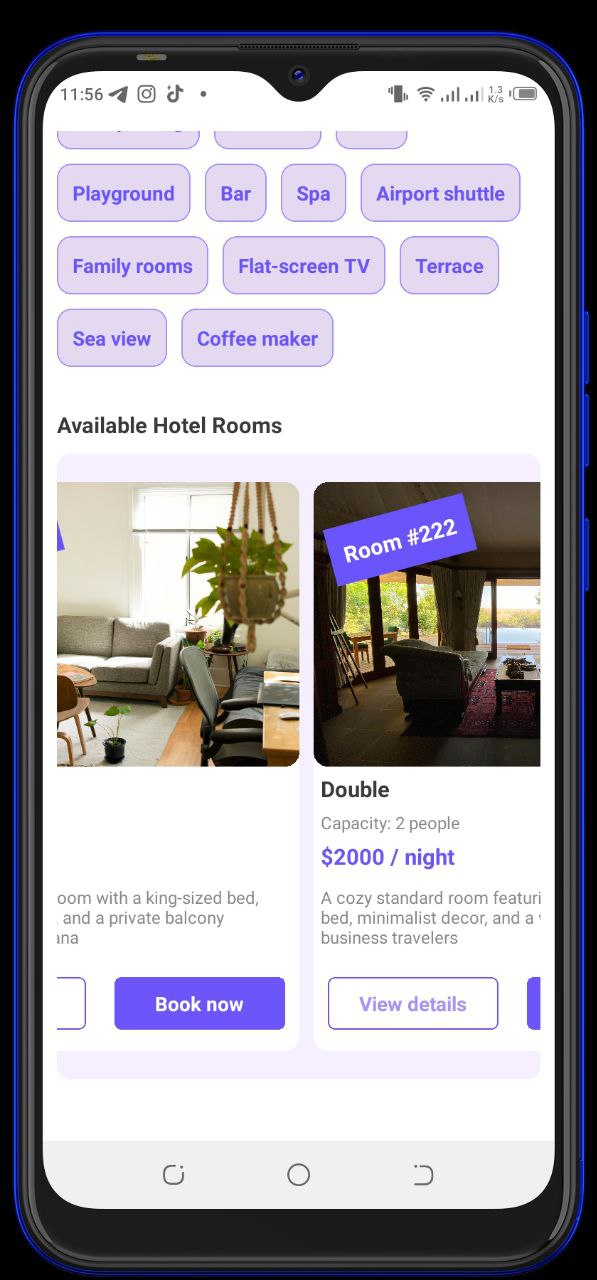 11:56
1.3
K/s
Playground Bar Spa Airport shuttle
Family rooms Flat-screen TV Terrace
Sea view Coffee maker
Available Hotel Rooms
Room #222
Double
Capacity: 2 people
$2000 / night
oom with a king-sized bed,
, and a private balcony
ana
Book now
A cozy standard room featuri
bed, minimalist decor, and a
business travelers
View details